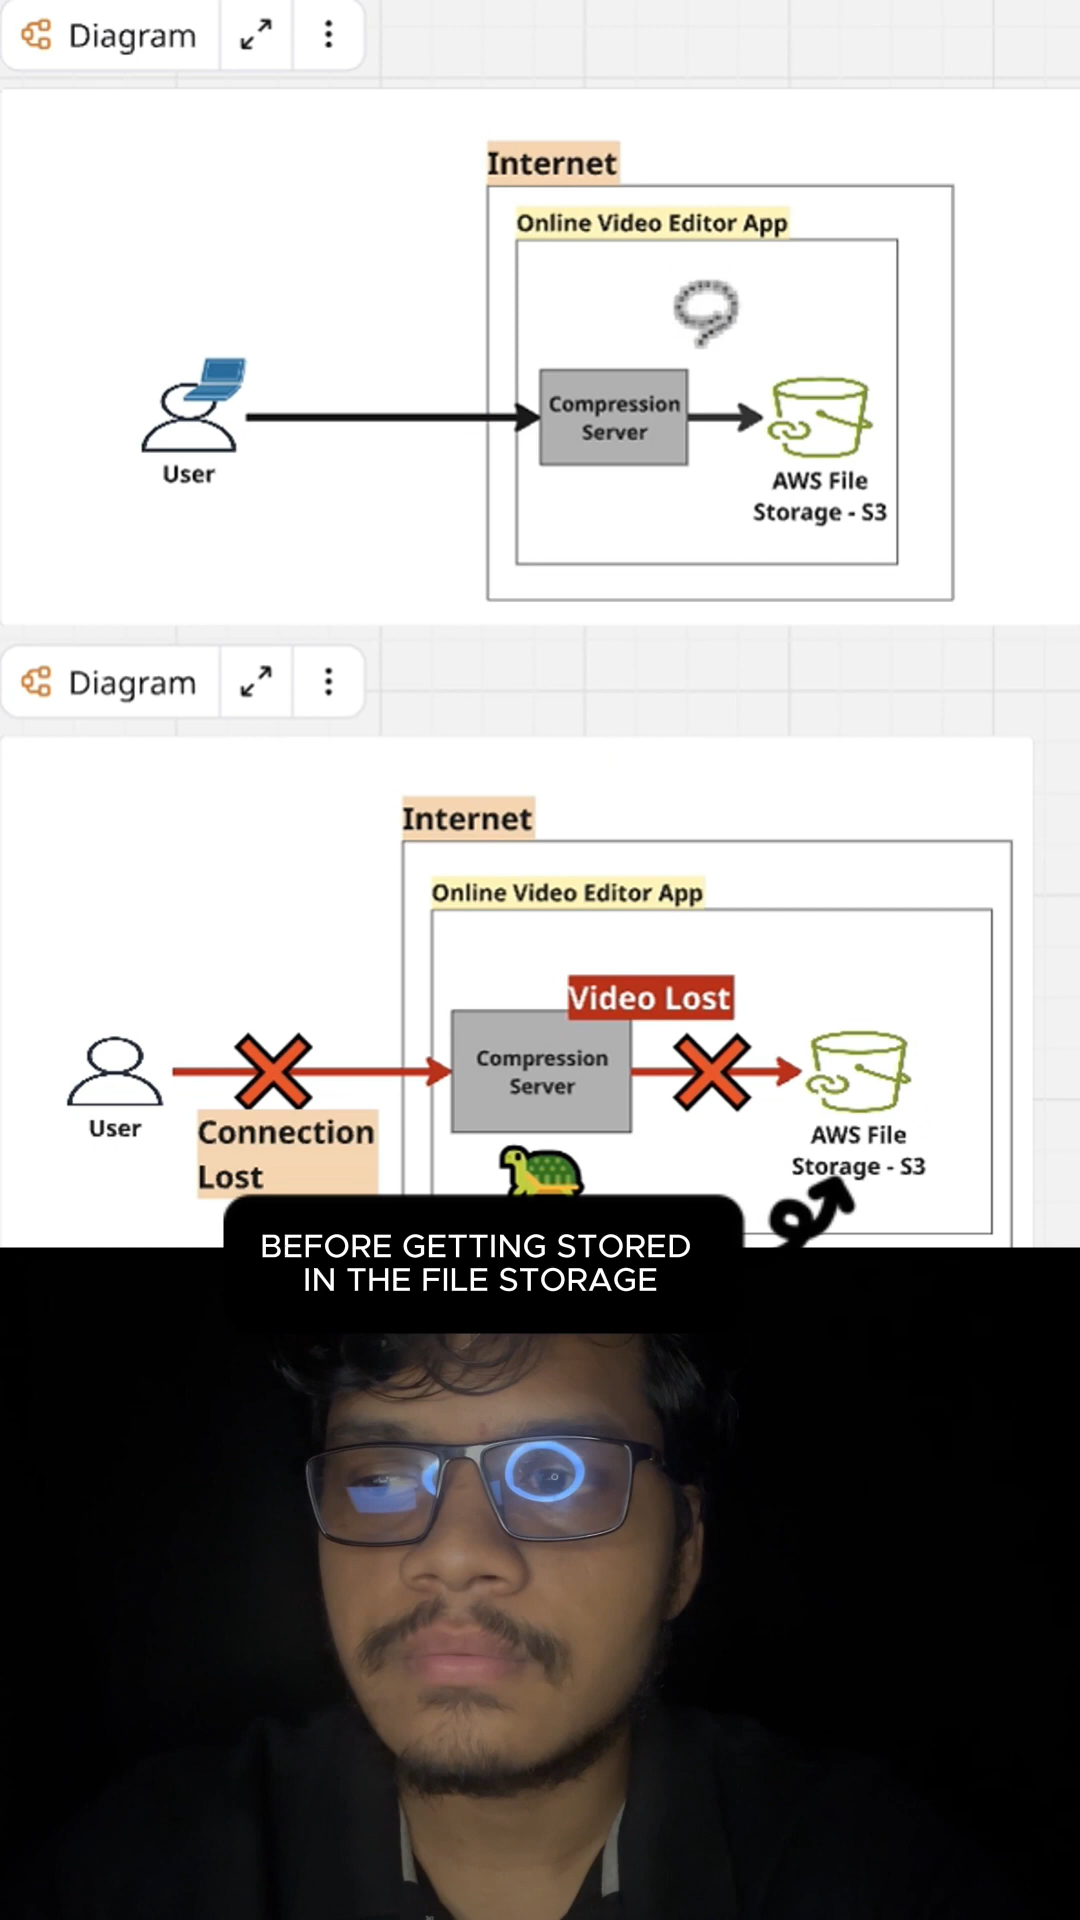 Diagram
Internet
Online Video Editor App
Compression
Server
User
AWS File
Storage - S3
Diagram
Internet
Online Video Editor App
Video Lost
Compression
Server
User
Connection
Lost
AWS File
Storage - S3
BEFORE GETTING STORED
IN THE FILE STORAGE